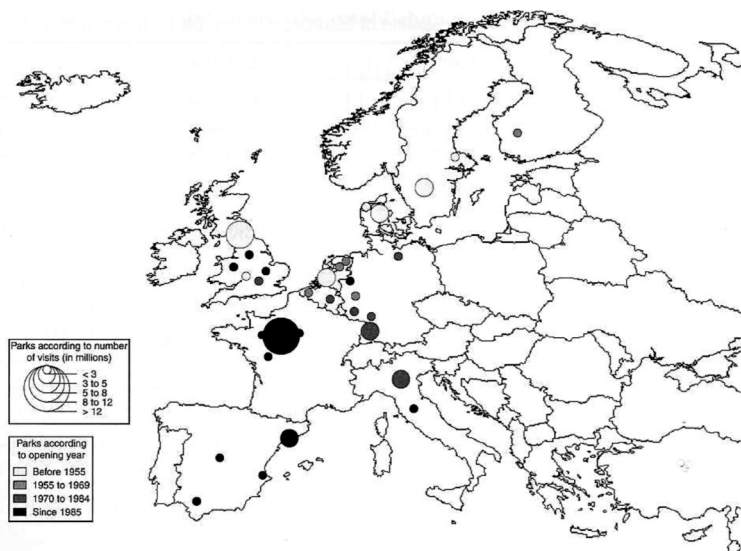 Parks according to number
of visits (in millions)
< 3
3 to 5
5 to 8
8 to 12
> 12
Parks according
to opening year
Before 1955
1955 to 1969
1970 to 1984
Since 1985